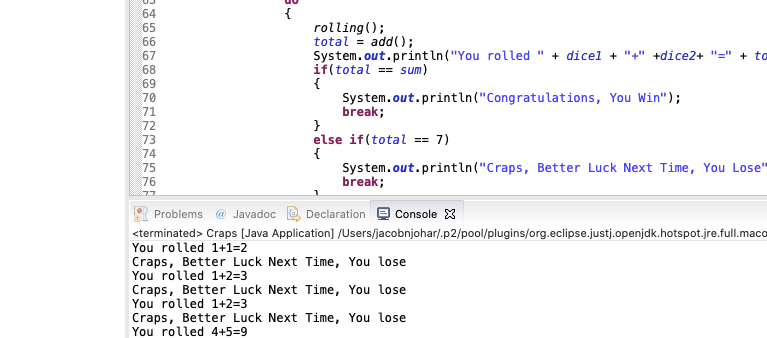 63 do
64 {
65 rolling();
66 total = add();
67 System.out.println("You rolled " + dice1 + "+" +dice2+ "=" + to
68 if(total == sum)
69 {
70 System.out.println("Congratulations, You Win");
71 break;
72 }
73 else if(total == 7)
74 {
75 System.out.println("Craps, Better Luck Next Time, You Lose"
76 break;
77 }
Problems @ Javadoc Declaration Console
<terminated> Craps [Java Application] /Users/jacobnjohar/.p2/pool/plugins/org.eclipse.justj.openjdk.hotspot.jre.full.maco
You rolled 1+1=2
Craps, Better Luck Next Time, You lose
You rolled 1+2=3
Craps, Better Luck Next Time, You lose
You rolled 1+2=3
Craps, Better Luck Next Time, You lose
You rolled 4+5=9